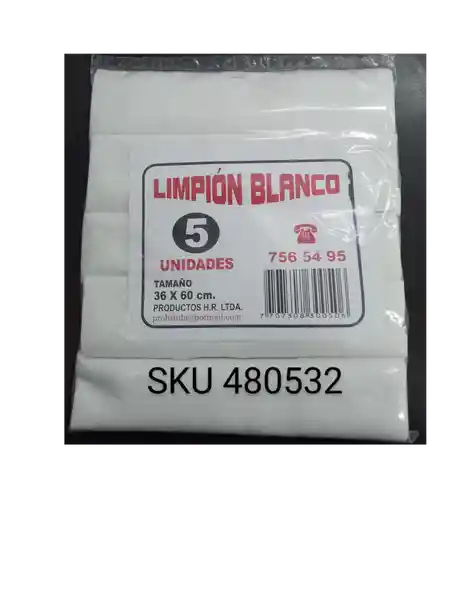 LIMPIÓN BLANCO
5
UNIDADES
756 54 95
TAMAÑO
36 X 60 cm.
PRODUCTOS H.R. LTDA.
SKU 480532